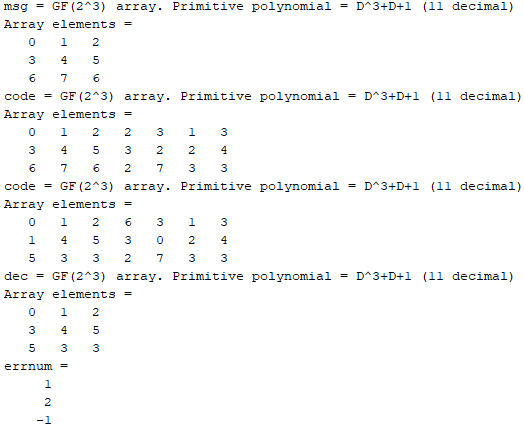 msg = GF(2^3) array. Primitive polynomial = D^3+D+1 (11 decimal)
Array elements =
0 1 2
3 4 5
6 7 6
code = GF(2^3) array. Primitive polynomial = D^3+D+1 (11 decimal)
Array elements =
0 1 2 2 3 1 3
3 4 5 3 2 2 4
6 7 6 2 7 3 3
code = GF(2^3) array. Primitive polynomial = D^3+D+1 (11 decimal)
Array elements =
0 1 2 6 3 1 3
1 4 5 3 0 2 4
5 3 3 2 7 3 3
dec = GF(2^3) array. Primitive polynomial = D^3+D+1 (11 decimal)
Array elements =
0 1 2
3 4 5
5 3 3
errnum =
1
2
-1